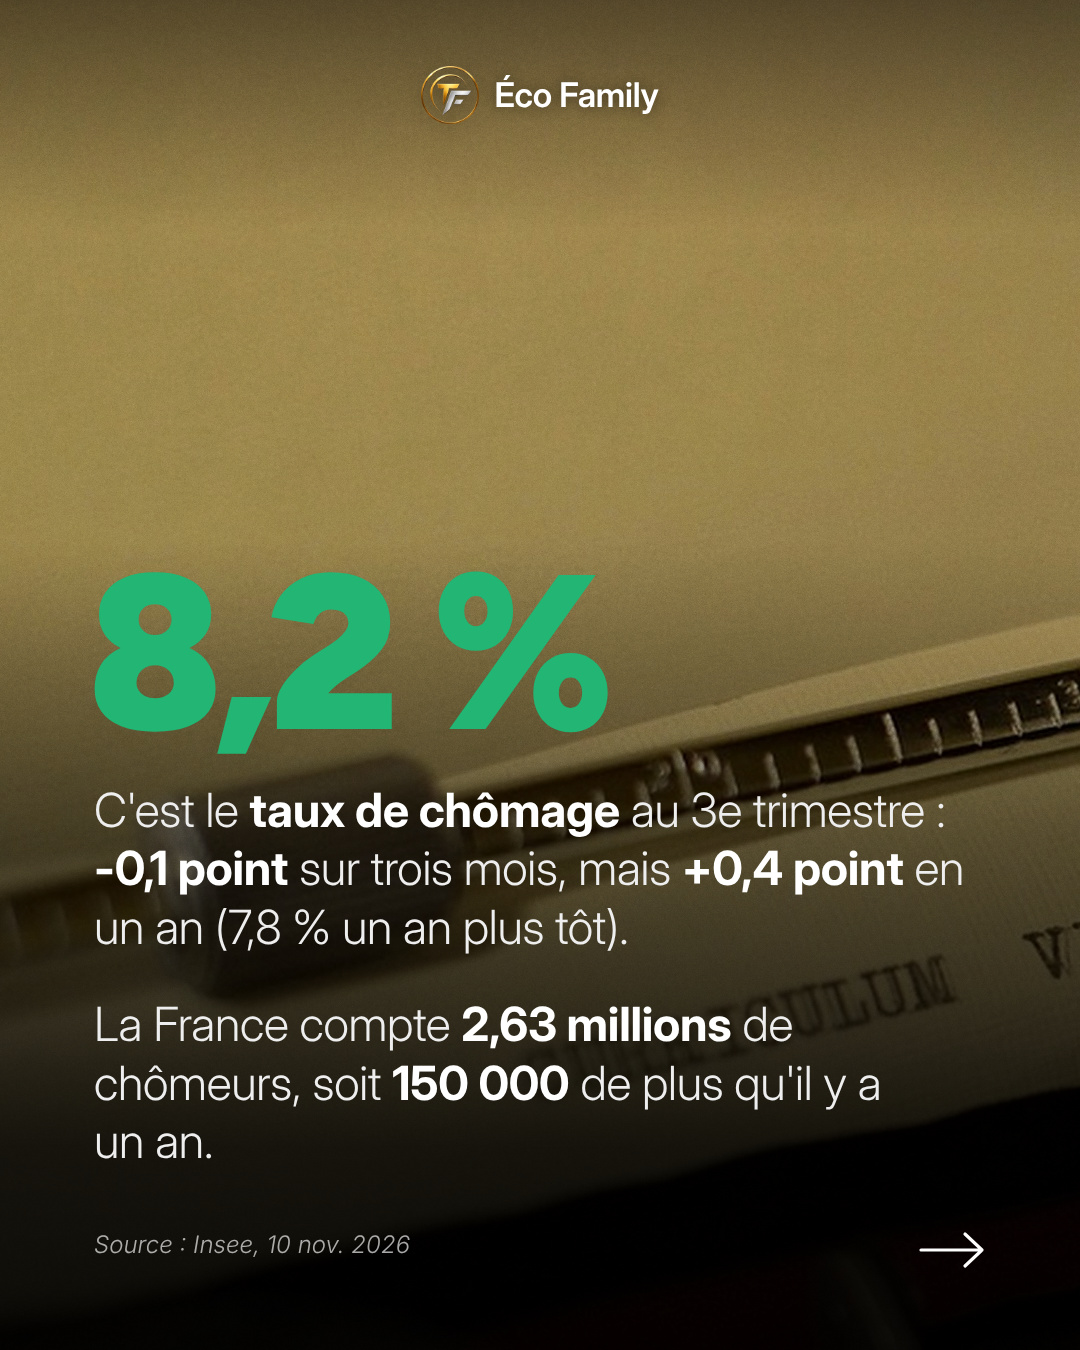 Éco Family
8,2 %
C'est le taux de chômage au 3e trimestre :
-0,1 point sur trois mois, mais +0,4 point en
un an (7,8 % un an plus tôt).
CURRICULUM V
La France compte 2,63 millions de
chômeurs, soit 150 000 de plus qu'il y a
un an.
Source : Insee, 10 nov. 2026